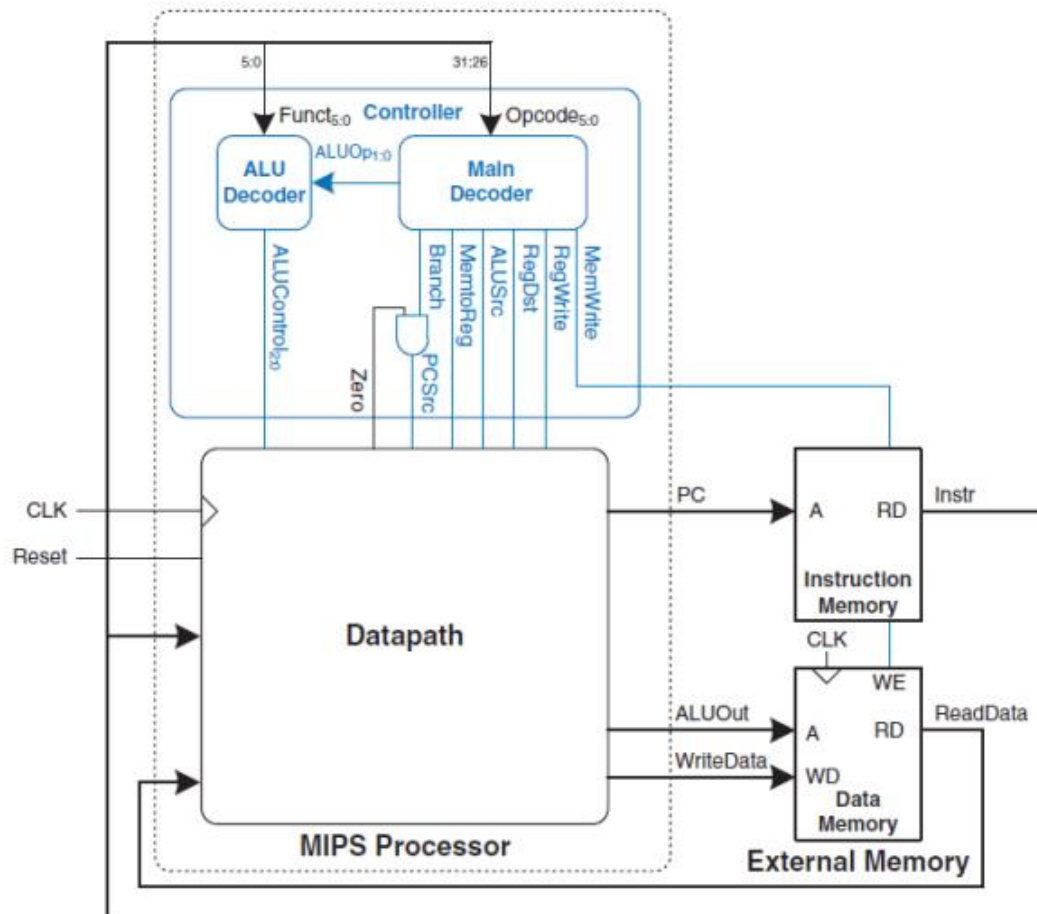 5:0
31:26
Funct5:0
Controller
Opcode5:0
ALU
Decoder
ALUOp1:0
Main
Decoder
ALUControl2:0
Branch
MemtoReg
ALUSrc
RegDst
RegWrite
MemWrite
Zero
PCSrc
CLK
Reset
Datapath
PC
A
RD
Instr
Instruction
Memory
CLK
WE
ALUOut
A
RD
ReadData
WriteData
WD
Data
Memory
MIPS Processor
External Memory